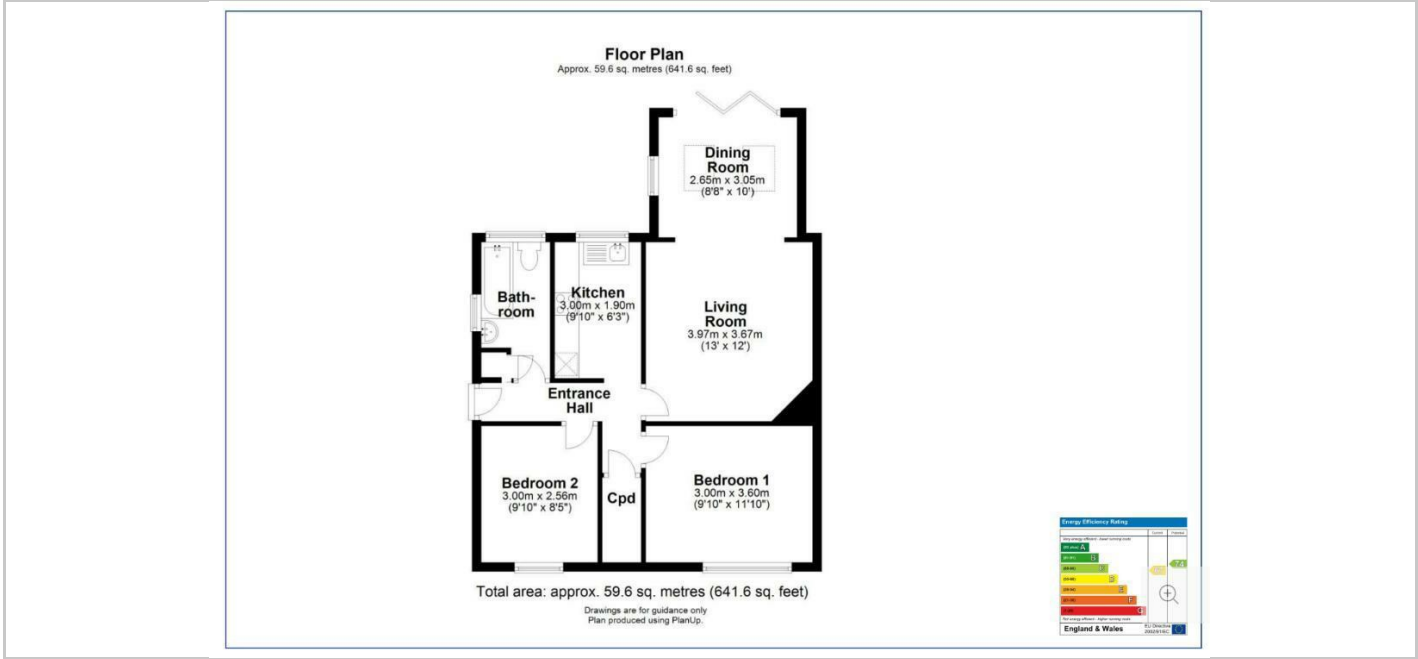 Floor Plan
Approx. 59.6 sq. metres (641.6 sq. feet)
Dining
Room
2.65m x 3.05m
(8'8" x 10')
Bath-
room
Kitchen
3.00m x 1.90m
(9'10" x 6'3")
Living
Room
3.97m x 3.67m
(13' x 12')
Entrance
Hall
Bedroom 2
3.00m x 2.56m
(9'10" x 8'5")
Cpd
Bedroom 1
3.00m x 3.60m
(9'10" x 11'10")
Total area: approx. 59.6 sq. metres (641.6 sq. feet)
Drawings are for guidance only
Plan produced using PlanUp.
Energy Efficiency Rating
A
B
F
G
74
England & Wales